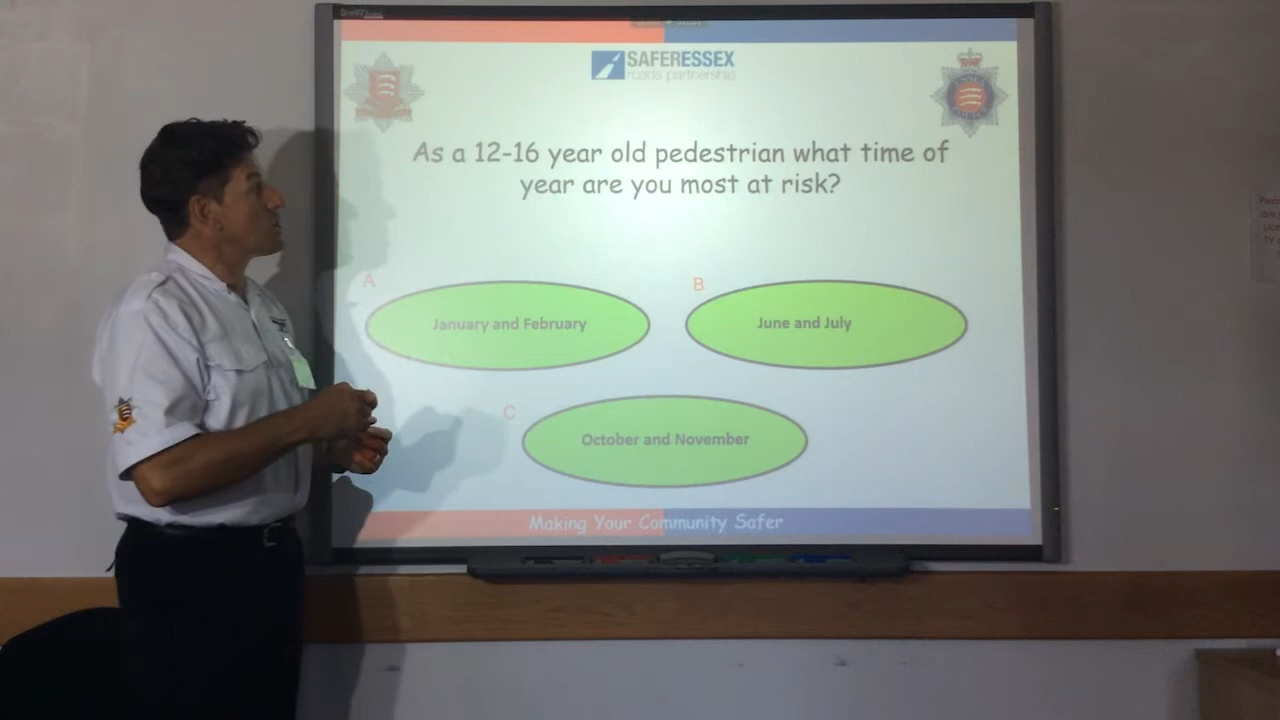 SMART
SAFERESSEX
roads partnership
As a 12-16 year old pedestrian what time of
year are you most at risk?
A
January and February
B
June and July
C
October and November
Making Your Community Safer